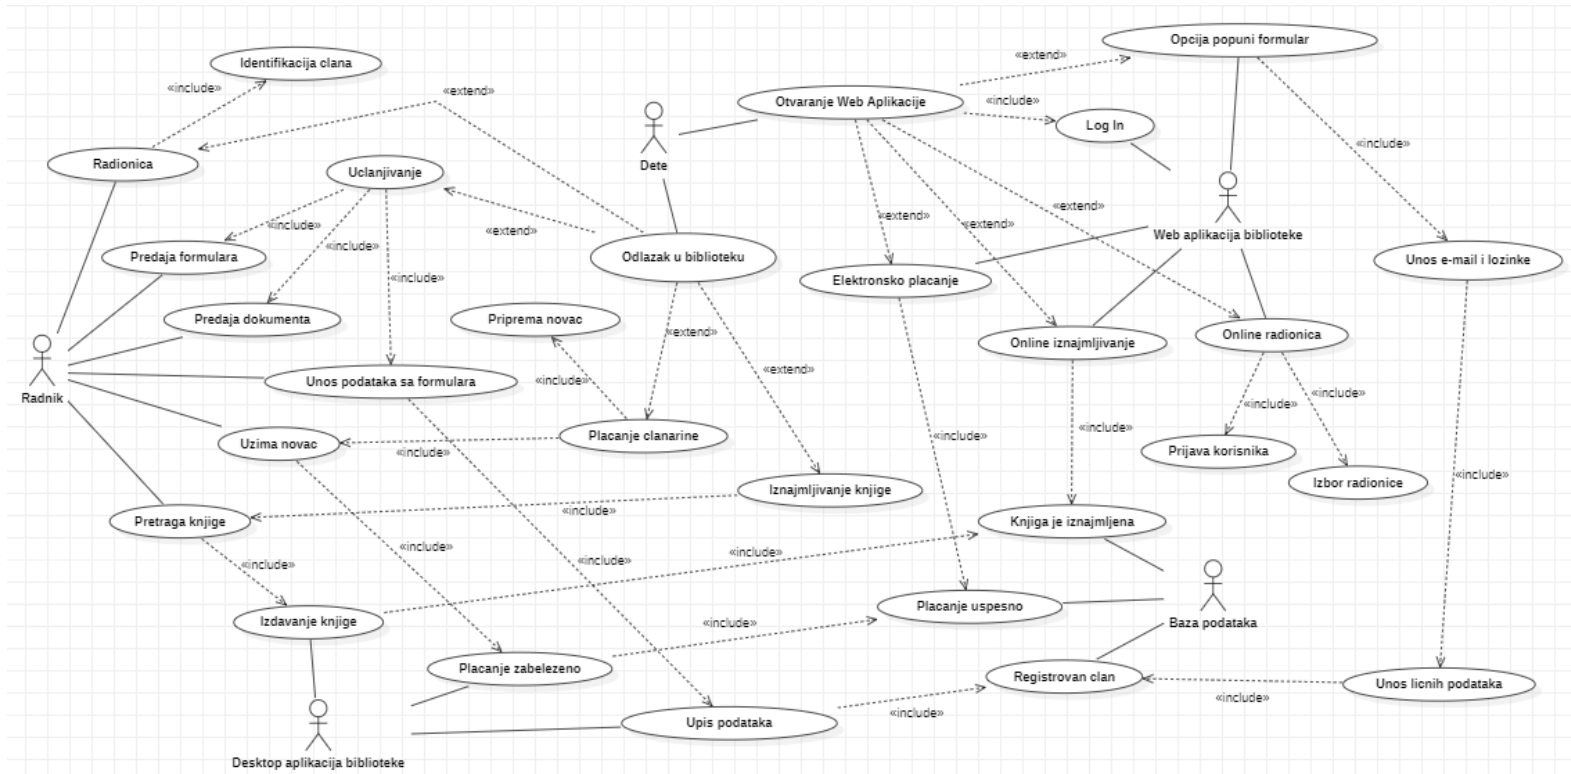 Opcija popuni formular
«extend»
Identifikacija clana
«include»
«extend»
Otvaranje Web Aplikacije
«include»
Log In
«include»
Radionica
Dete
Uclanjivanje
«include»
«extend»
«extend»
«extend»
«include»
«extend»
Web aplikacija biblioteke
«include»
Predaja formulara
Odlazak u biblioteku
Unos e-mail i lozinke
«include»
Elektronsko placanje
Predaja dokumenta
Priprema novac
«extend»
Online radionica
Online iznajmljivanje
«extend»
Unos podataka sa formulara
«include»
Radnik
«include»
«include»
«include»
Uzima novac
Placanje clanarine
«include»
«include»
Prijava korisnika
«include»
«include»
Iznajmljivanje knjige
Izbor radionice
«include»
Pretraga knjige
Knjiga je iznajmljena
«include»
«include»
«include»
«include»
Izdavanje knjige
Placanje uspesno
«include»
Baza podataka
Placanje zabelezeno
Registrovan clan
Unos licnih podataka
«include»
«include»
Upis podataka
Desktop aplikacija biblioteke